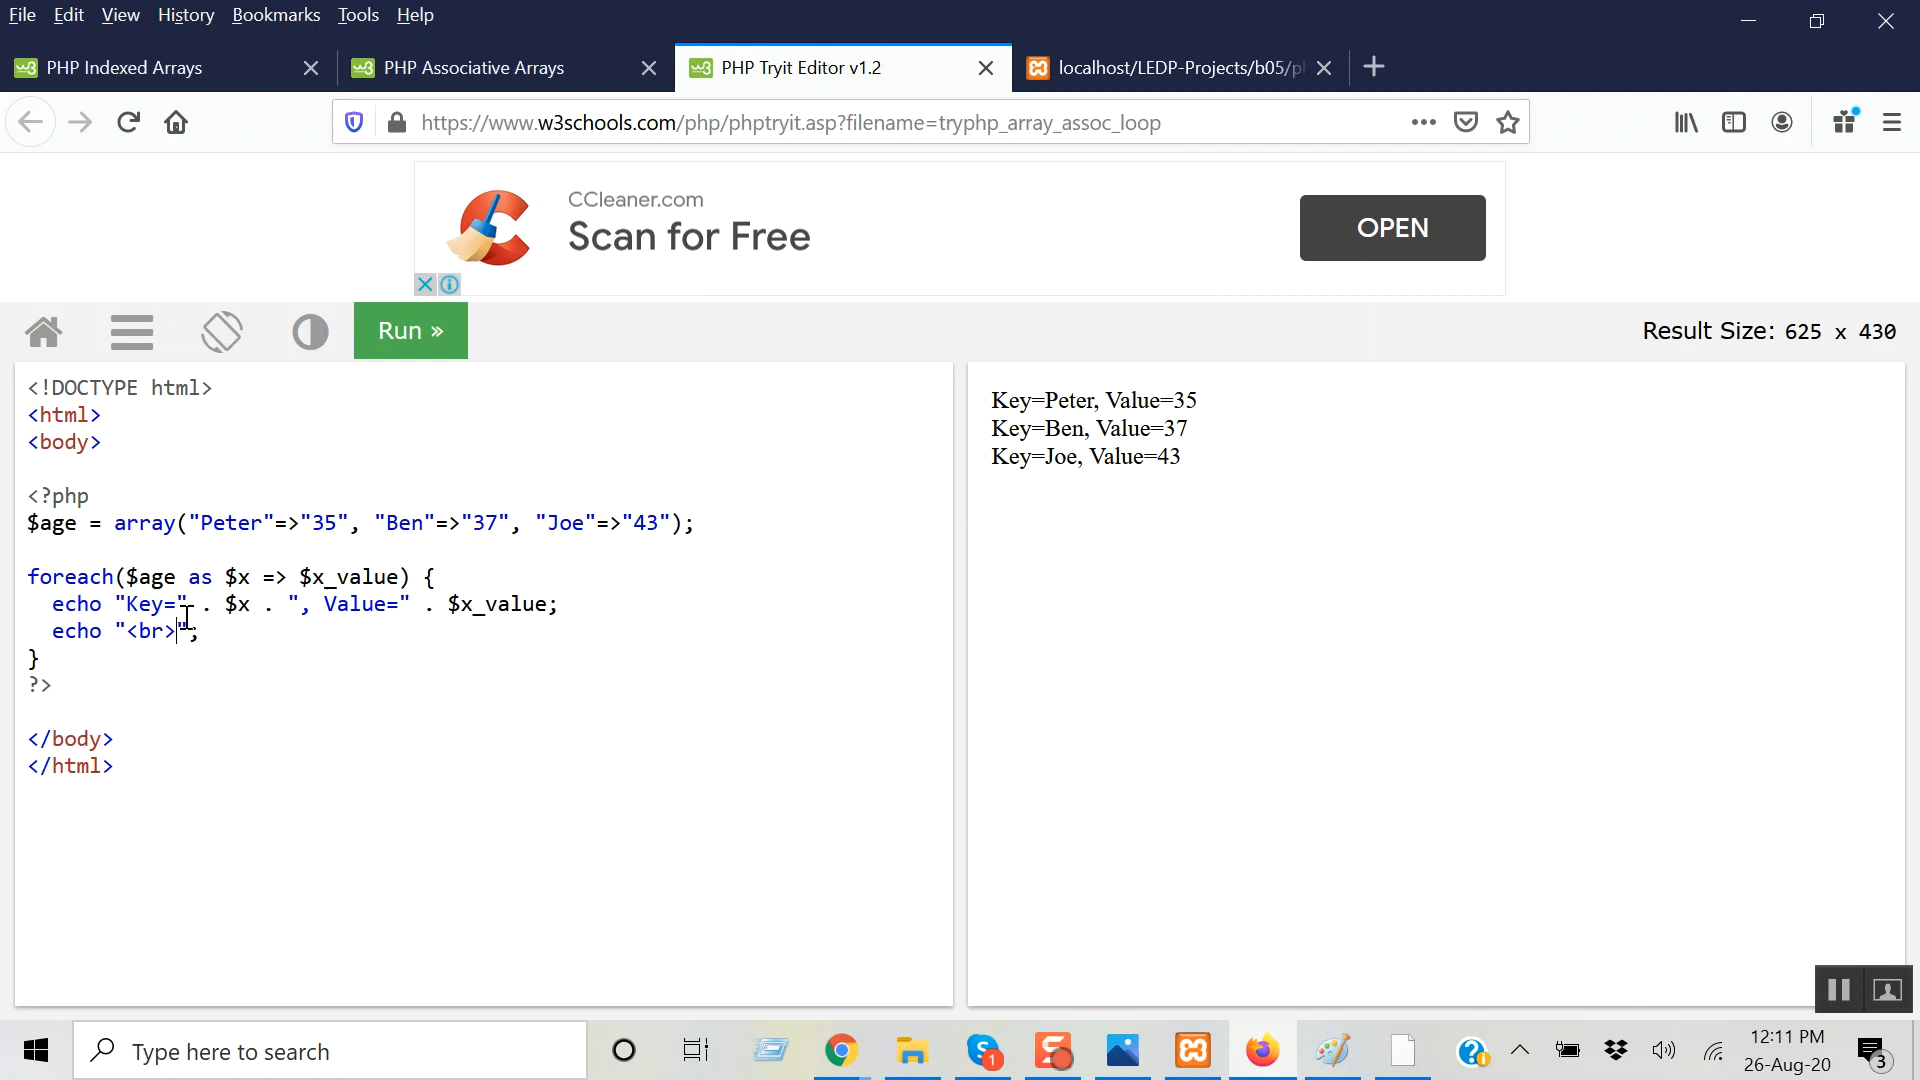 File Edit View History Bookmarks Tools Help
PHP Indexed Arrays
PHP Associative Arrays
PHP Tryit Editor v1.2
localhost/LEDP-Projects/b05/p
https://www.w3schools.com/php/phptryit.asp?filename=tryphp_array_assoc_loop
CCleaner.com
Scan for Free
OPEN
Run »
Result Size: 625 x 430
<!DOCTYPE html>
<html>
<body>
<?php
$age = array("Peter"=>"35", "Ben"=>"37", "Joe"=>"43");
foreach($age as $x => $x_value) {
echo "Key=" . $x . ", Value=" . $x_value;
echo "<br>";
}
?>
</body>
</html>
Key=Peter, Value=35
Key=Ben, Value=37
Key=Joe, Value=43
Type here to search
1
12:11 PM
26-Aug-20
3